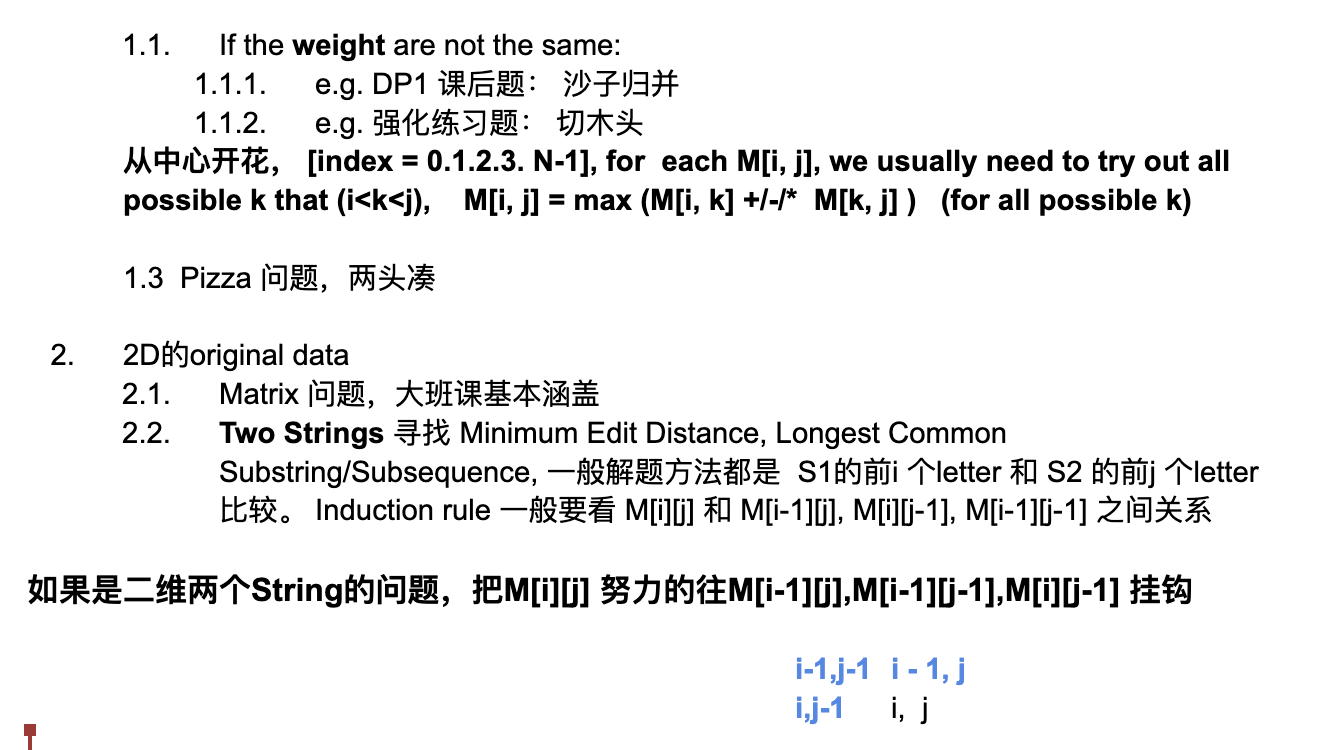 1.1. If the weight are not the same:
1.1.1. e.g. DP1 课后题： 沙子归并
1.1.2. e.g. 强化练习题： 切木头
从中心开花， [index = 0.1.2.3. N-1], for each M[i, j], we usually need to try out all
possible k that (i<k<j), M[i, j] = max (M[i, k] +/-/* M[k, j] ) (for all possible k)
1.3 Pizza 问题，两头凑
2. 2D的original data
2.1. Matrix 问题，大班课基本涵盖
2.2. Two Strings 寻找 Minimum Edit Distance, Longest Common
Substring/Subsequence, 一般解题方法都是 S1的前i 个letter 和 S2 的前j 个letter
比较。 Induction rule 一般要看 M[i][j] 和 M[i-1][j], M[i][j-1], M[i-1][j-1] 之间关系
如果是二维两个String的问题，把M[i][j] 努力的往M[i-1][j],M[i-1][j-1],M[i][j-1] 挂钩
i-1,j-1 i - 1, j
i,j-1 i, j